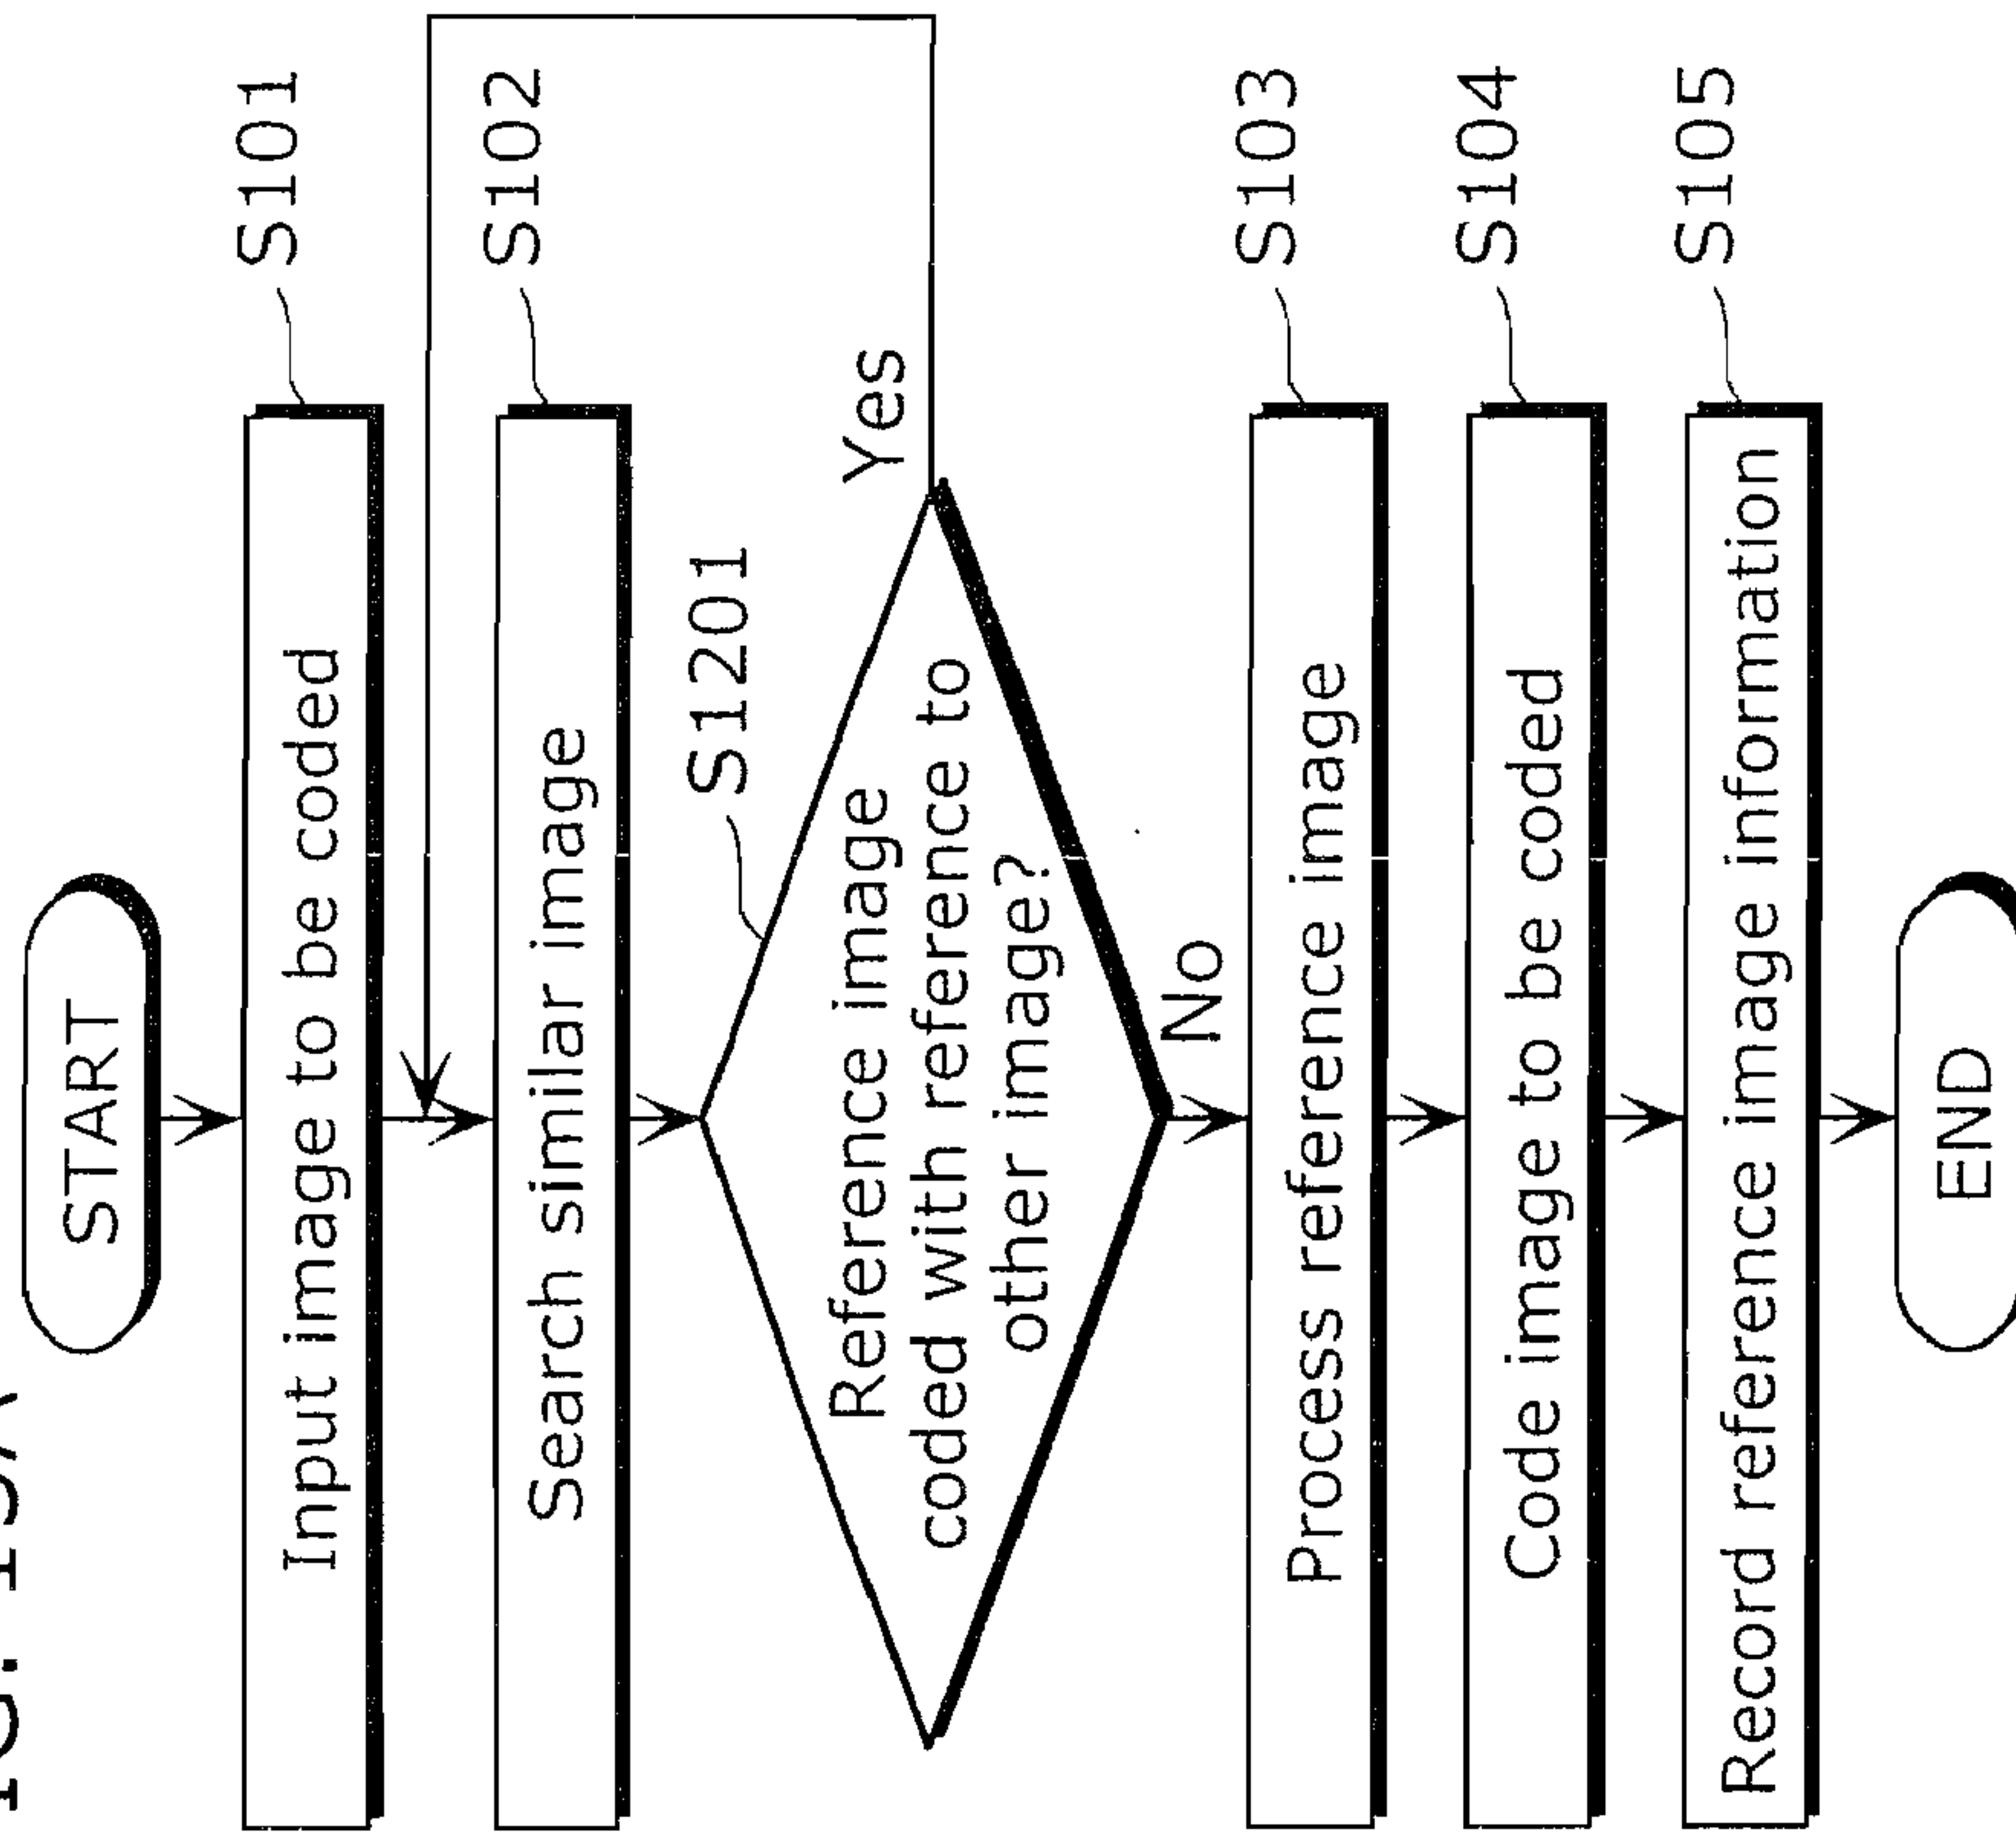 START
Input image to be coded
S101
Search similar image
S102
S1201
Reference image
coded with reference to
other image?
Yes
No
Process reference image
S103
Code image to be coded
S104
Record reference image information
S105
END